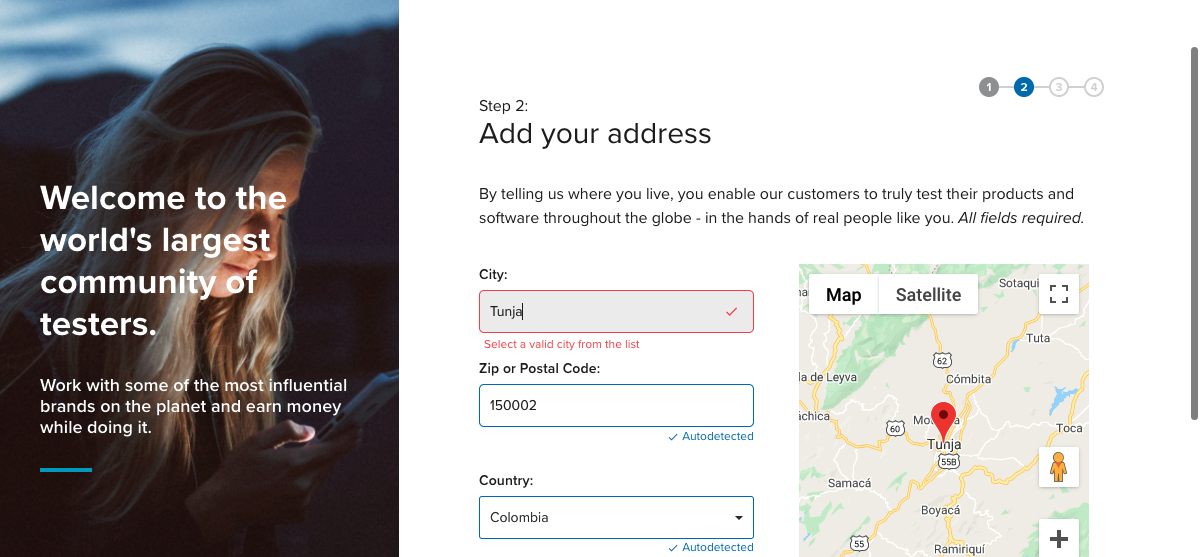 Welcome to the
world's largest
community of
testers.
Work with some of the most influential
brands on the planet and earn money
while doing it.
1 2 3 4
Step 2:
Add your address
By telling us where you live, you enable our customers to truly test their products and
software throughout the globe - in the hands of real people like you. All fields required.
City:
Tunja
Select a valid city from the list
Zip or Postal Code:
150002
Autodetected
Country:
Colombia
Autodetected
Map
Satellite
Sotaqui
Tuta
62
la de Leyva
Cómbita
áchica
60
Toca
Tunja
55B
Samacá
Boyacá
55
Ramiriquí